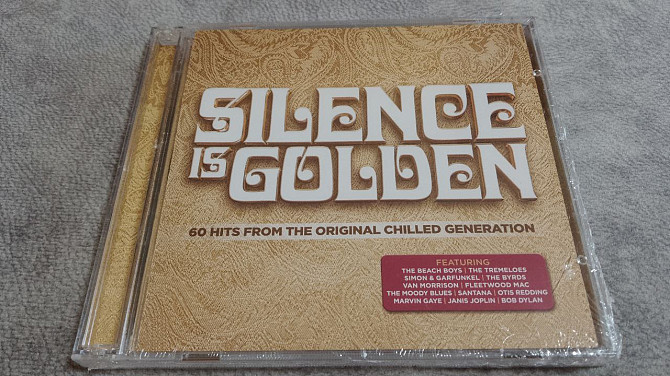 SILENCE
IS GOLDEN
60 HITS FROM THE ORIGINAL CHILLED GENERATION
FEATURING
THE BEACH BOYS | THE TREMELOES
SIMON & GARFUNKEL | THE BYRDS
VAN MORRISON | FLEETWOOD MAC
THE MOODY BLUES | SANTANA | OTIS REDDING
MARVIN GAYE | JANIS JOPLIN | BOB DYLAN